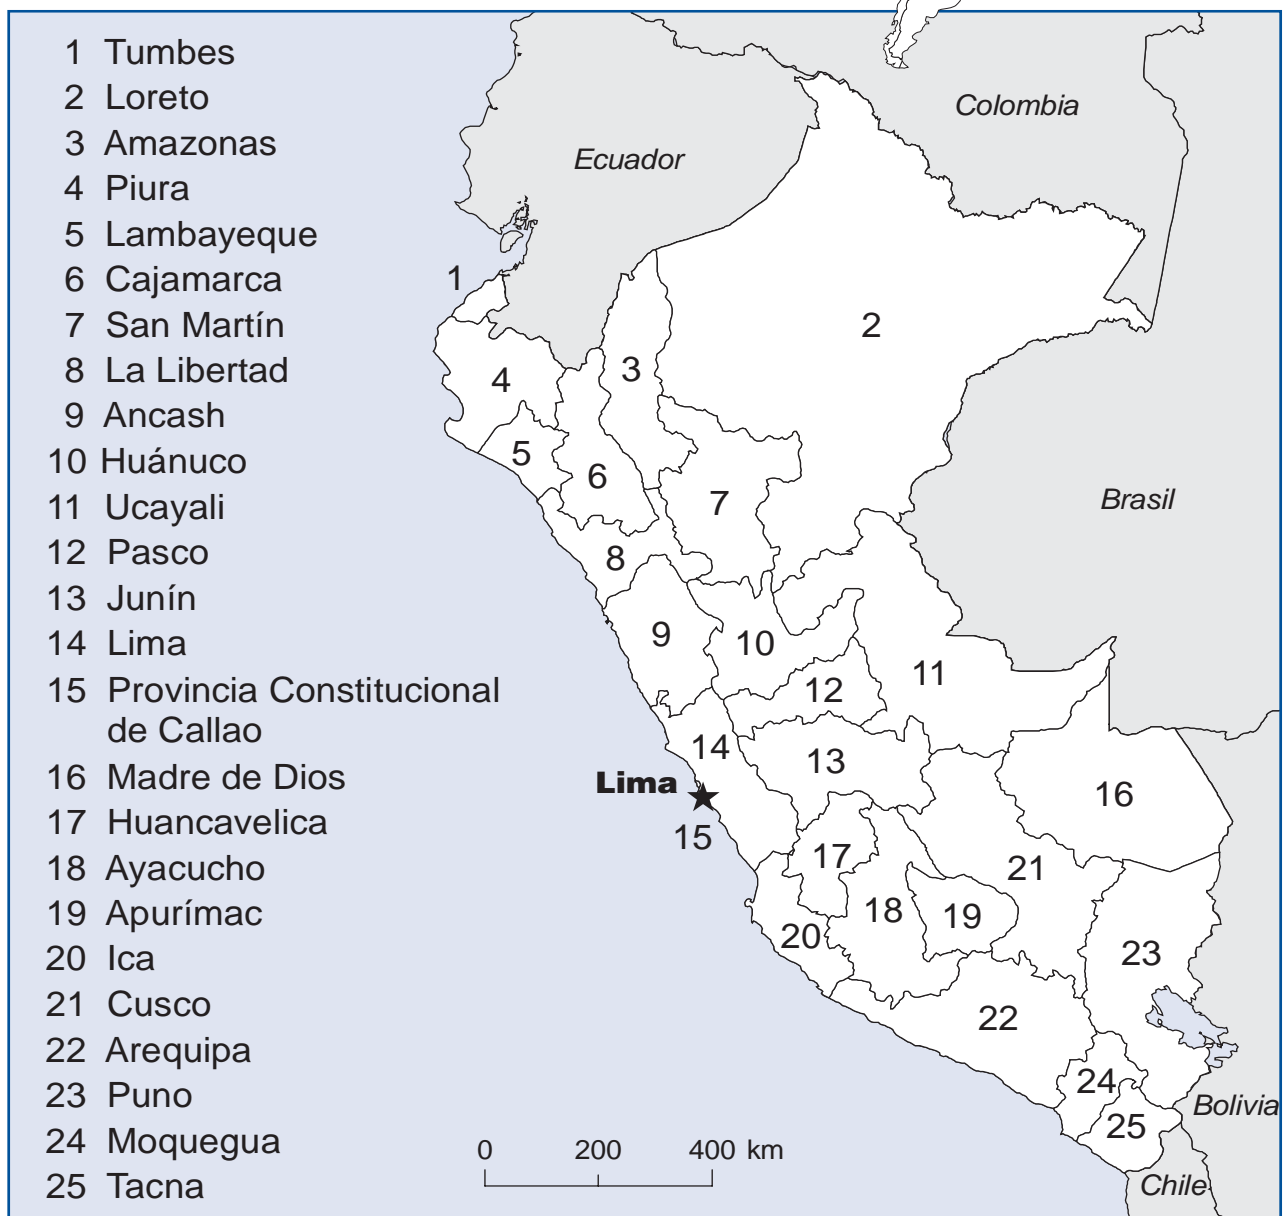 1 Tumbes
2 Loreto
3 Amazonas
4 Piura
5 Lambayeque
6 Cajamarca
7 San Martín
8 La Libertad
9 Ancash
10 Huánuco
11 Ucayali
12 Pasco
13 Junín
14 Lima
15 Provincia Constitucional
de Callao
16 Madre de Dios
17 Huancavelica
18 Ayacucho
19 Apurímac
20 Ica
21 Cusco
22 Arequipa
23 Puno
24 Moquegua
25 Tacna
Colombia
Ecuador
1
2
3
4
5
6
7
Brasil
8
9
10
11
12
14
13
Lima
16
15
17
21
18
19
20
23
22
24
25
Bolivia
Chile
0 200 400 km